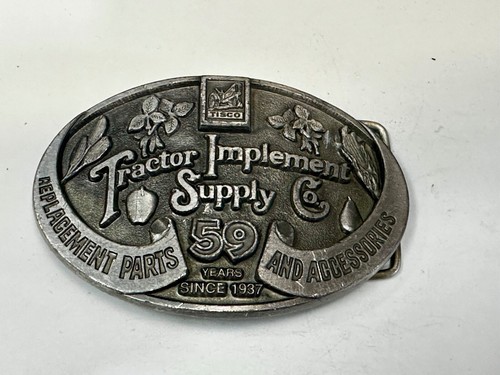 TISCO
Tractor Implement
Supply Co.
REPLACEMENT PARTS
59
YEARS
SINCE 1937
AND ACCESSORIES